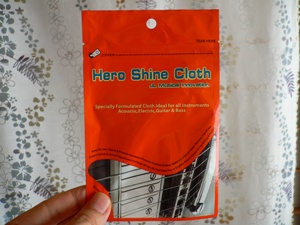 Hero Shine Cloth
Specially Formulated Cloth Ideal for all Instruments
Acoustic, Electric, Guitar & Bass